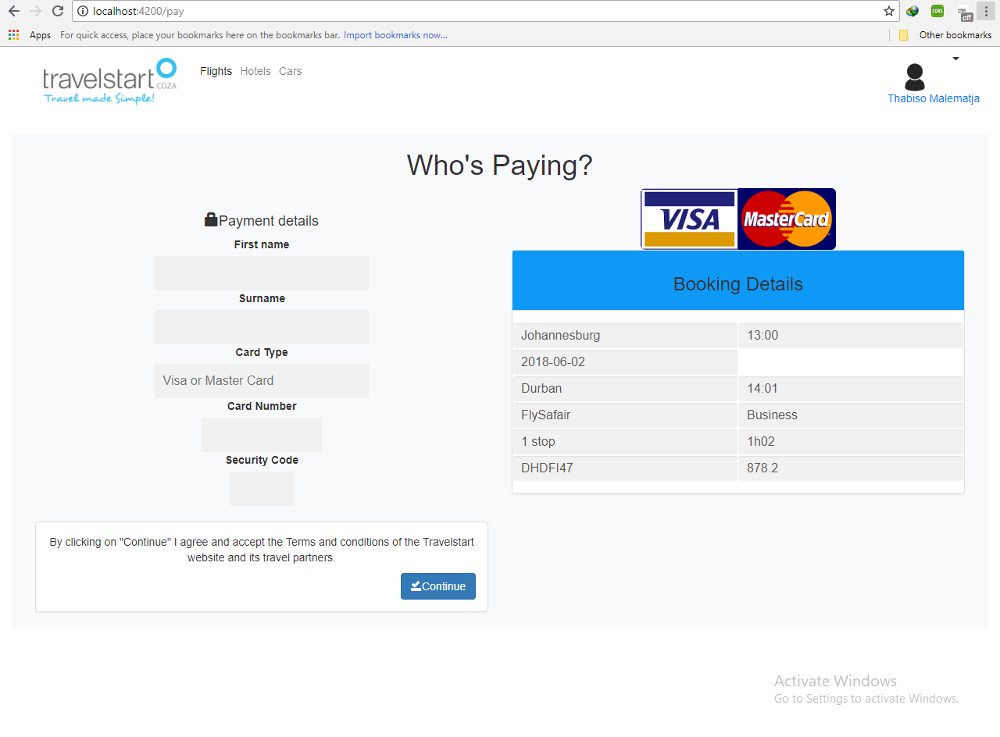 localhost:4200/pay
CORS
off
Apps
For quick access, place your bookmarks here on the bookmarks bar. Import bookmarks now...
Other bookmarks
travelstart
COZA
Travel made Simple!
Flights Hotels Cars
Thabiso Malematja
Who's Paying?
Payment details
First name
Surname
Card Type
Visa or Master Card
Card Number
Security Code
By clicking on "Continue" I agree and accept the Terms and conditions of the Travelstart
website and its travel partners.
Continue
VISA
MasterCard
Booking Details
Johannesburg 13:00
2018-06-02
Durban 14:01
FlySafair Business
1 stop 1h02
DHDFI47 878.2
Activate Windows
Go to Settings to activate Windows.